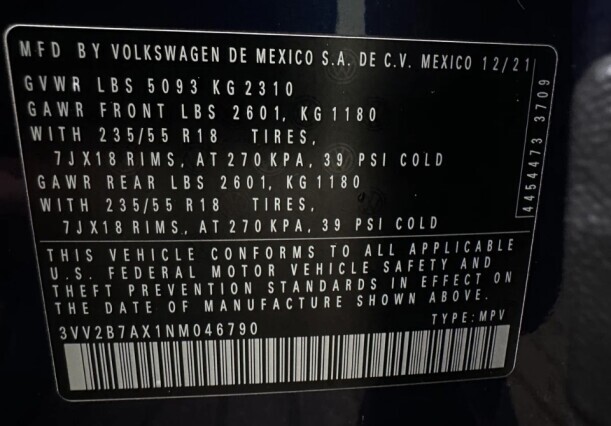 MFD BY VOLKSWAGEN DE MEXICO S.A. DE C.V. MEXICO 12/21
GVWR LBS 5093 KG 2310
GAWR FRONT LBS 2601, KG 1180
WITH 235/55 R18 TIRES,
7JX18 RIMS, AT 270 KPA, 39 PSI COLD
GAWR REAR LBS 2601, KG 1180
WITH 235/55 R18 TIRES,
7JX18 RIMS, AT 270 KPA, 39 PSI COLD
4454473 3709
THIS VEHICLE CONFORMS TO ALL APPLICABLE
U.S. FEDERAL MOTOR VEHICLE SAFETY AND
THEFT PREVENTION STANDARDS IN EFFECT ON
THE DATE OF MANUFACTURE SHOWN ABOVE.
3VV2B7AX1NM046790 TYPE: MPV